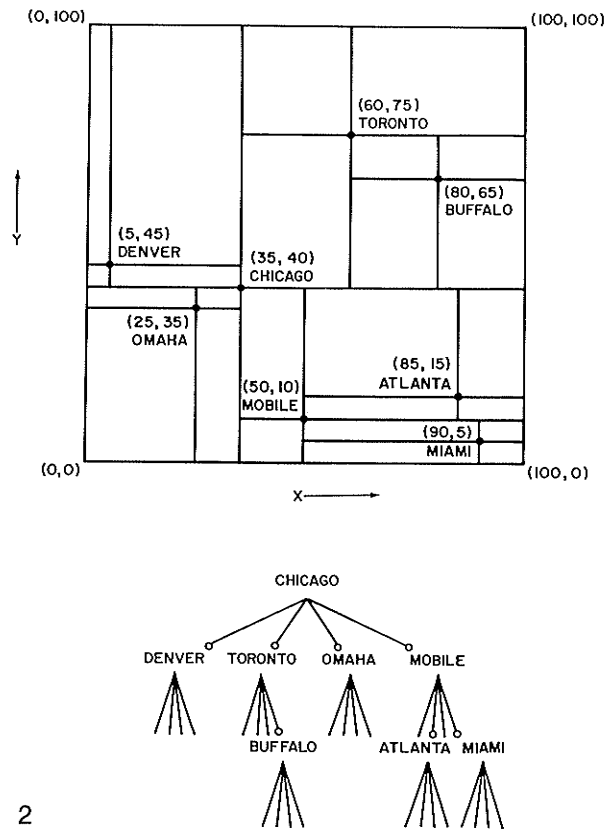 (0,100)
(100,100)
(60,75)
TORONTO
(80,65)
BUFFALO
Y
(5,45)
DENVER
(35,40)
CHICAGO
(25,35)
OMAHA
(85,15)
ATLANTA
(50,10)
MOBILE
(90,5)
MIAMI
(0,0)
(100,0)
X
CHICAGO
DENVER TORONTO OMAHA MOBILE
BUFFALO ATLANTA MIAMI
2